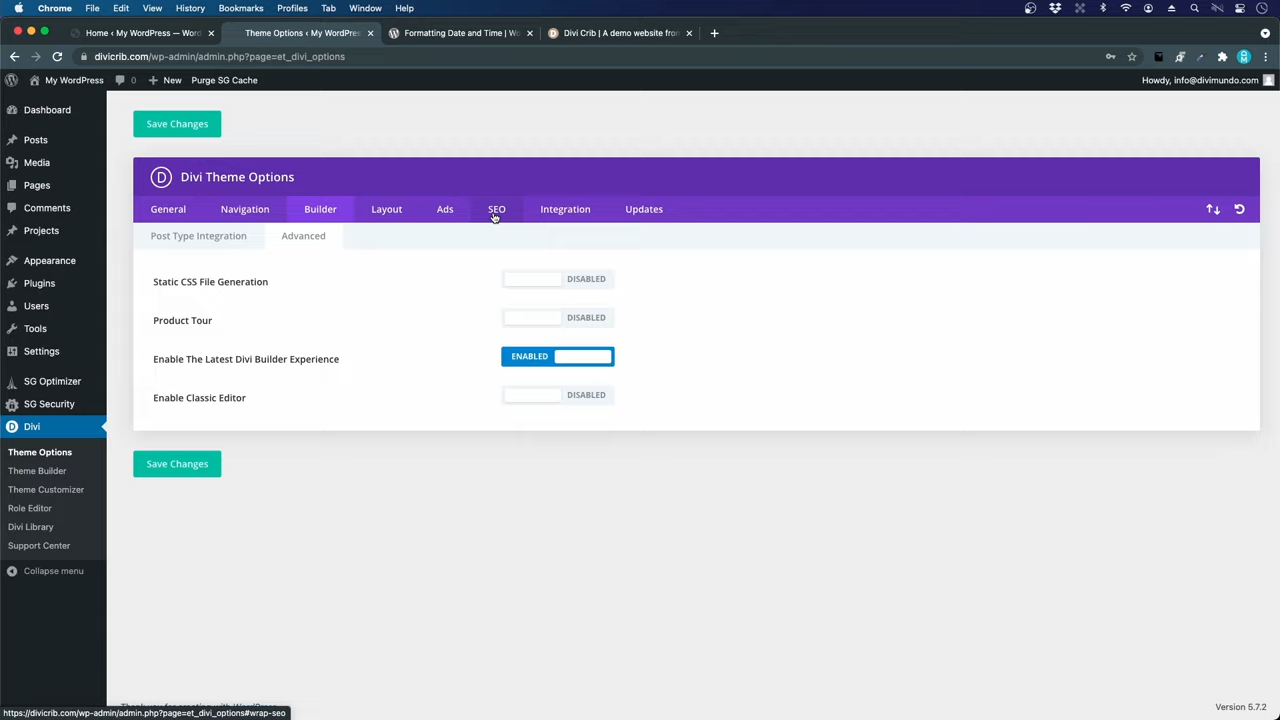 Chrome File Edit View History Bookmarks Profiles Tab Window Help
Home ‹ My WordPress — Word
Theme Options ‹ My WordPress
Formatting Date and Time | Wo
Divi Crib | A demo website from
divicrib.com/wp-admin/admin.php?page=et_divi_options
My WordPress 0 New Purge SG Cache Howdy, info@divimundo.com
Dashboard
Posts
Media
Pages
Comments
Projects
Appearance
Plugins
Users
Tools
Settings
SG Optimizer
SG Security
Divi
Theme Options
Theme Builder
Theme Customizer
Role Editor
Divi Library
Support Center
Collapse menu
Save Changes
D Divi Theme Options
General Navigation Builder Layout Ads SEO Integration Updates
Post Type Integration Advanced
Static CSS File Generation DISABLED
Product Tour DISABLED
Enable The Latest Divi Builder Experience ENABLED
Enable Classic Editor DISABLED
Save Changes
https://divicrib.com/wp-admin/admin.php?page=et_divi_options#wrap-seo
Version 5.7.2